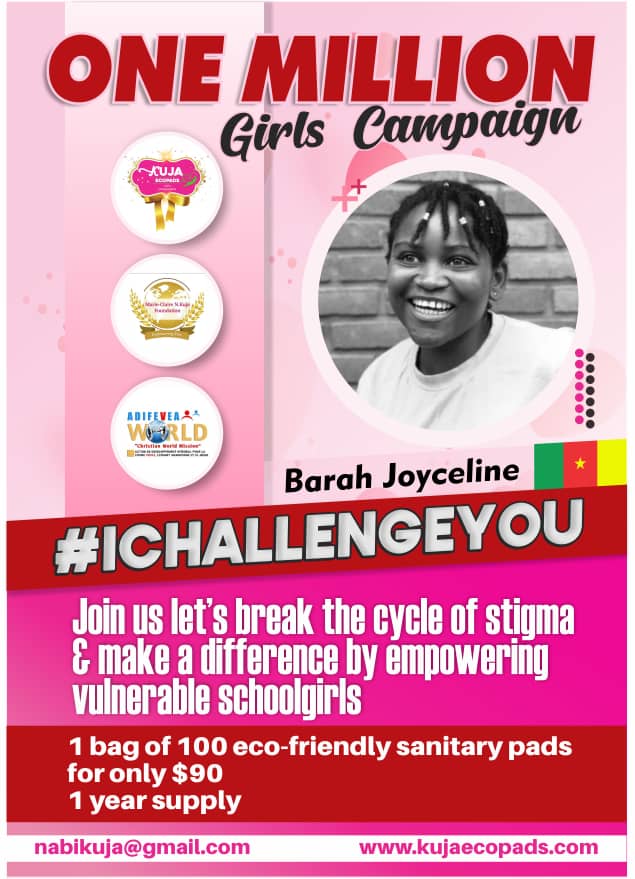 ONE MILLION
Girls Campaign
KUJA
ECOPADS
Marie-Claire N. Kuja
Foundation
ADIFEVEA
WORLD
"Christian World Mission"
Barah Joyceline
#ICHALLENGEYOU
Join us let's break the cycle of stigma
& make a difference by empowering
vulnerable schoolgirls
1 bag of 100 eco-friendly sanitary pads
for only $90
1 year supply
nabikuja@gmail.com www.kujaecopads.com